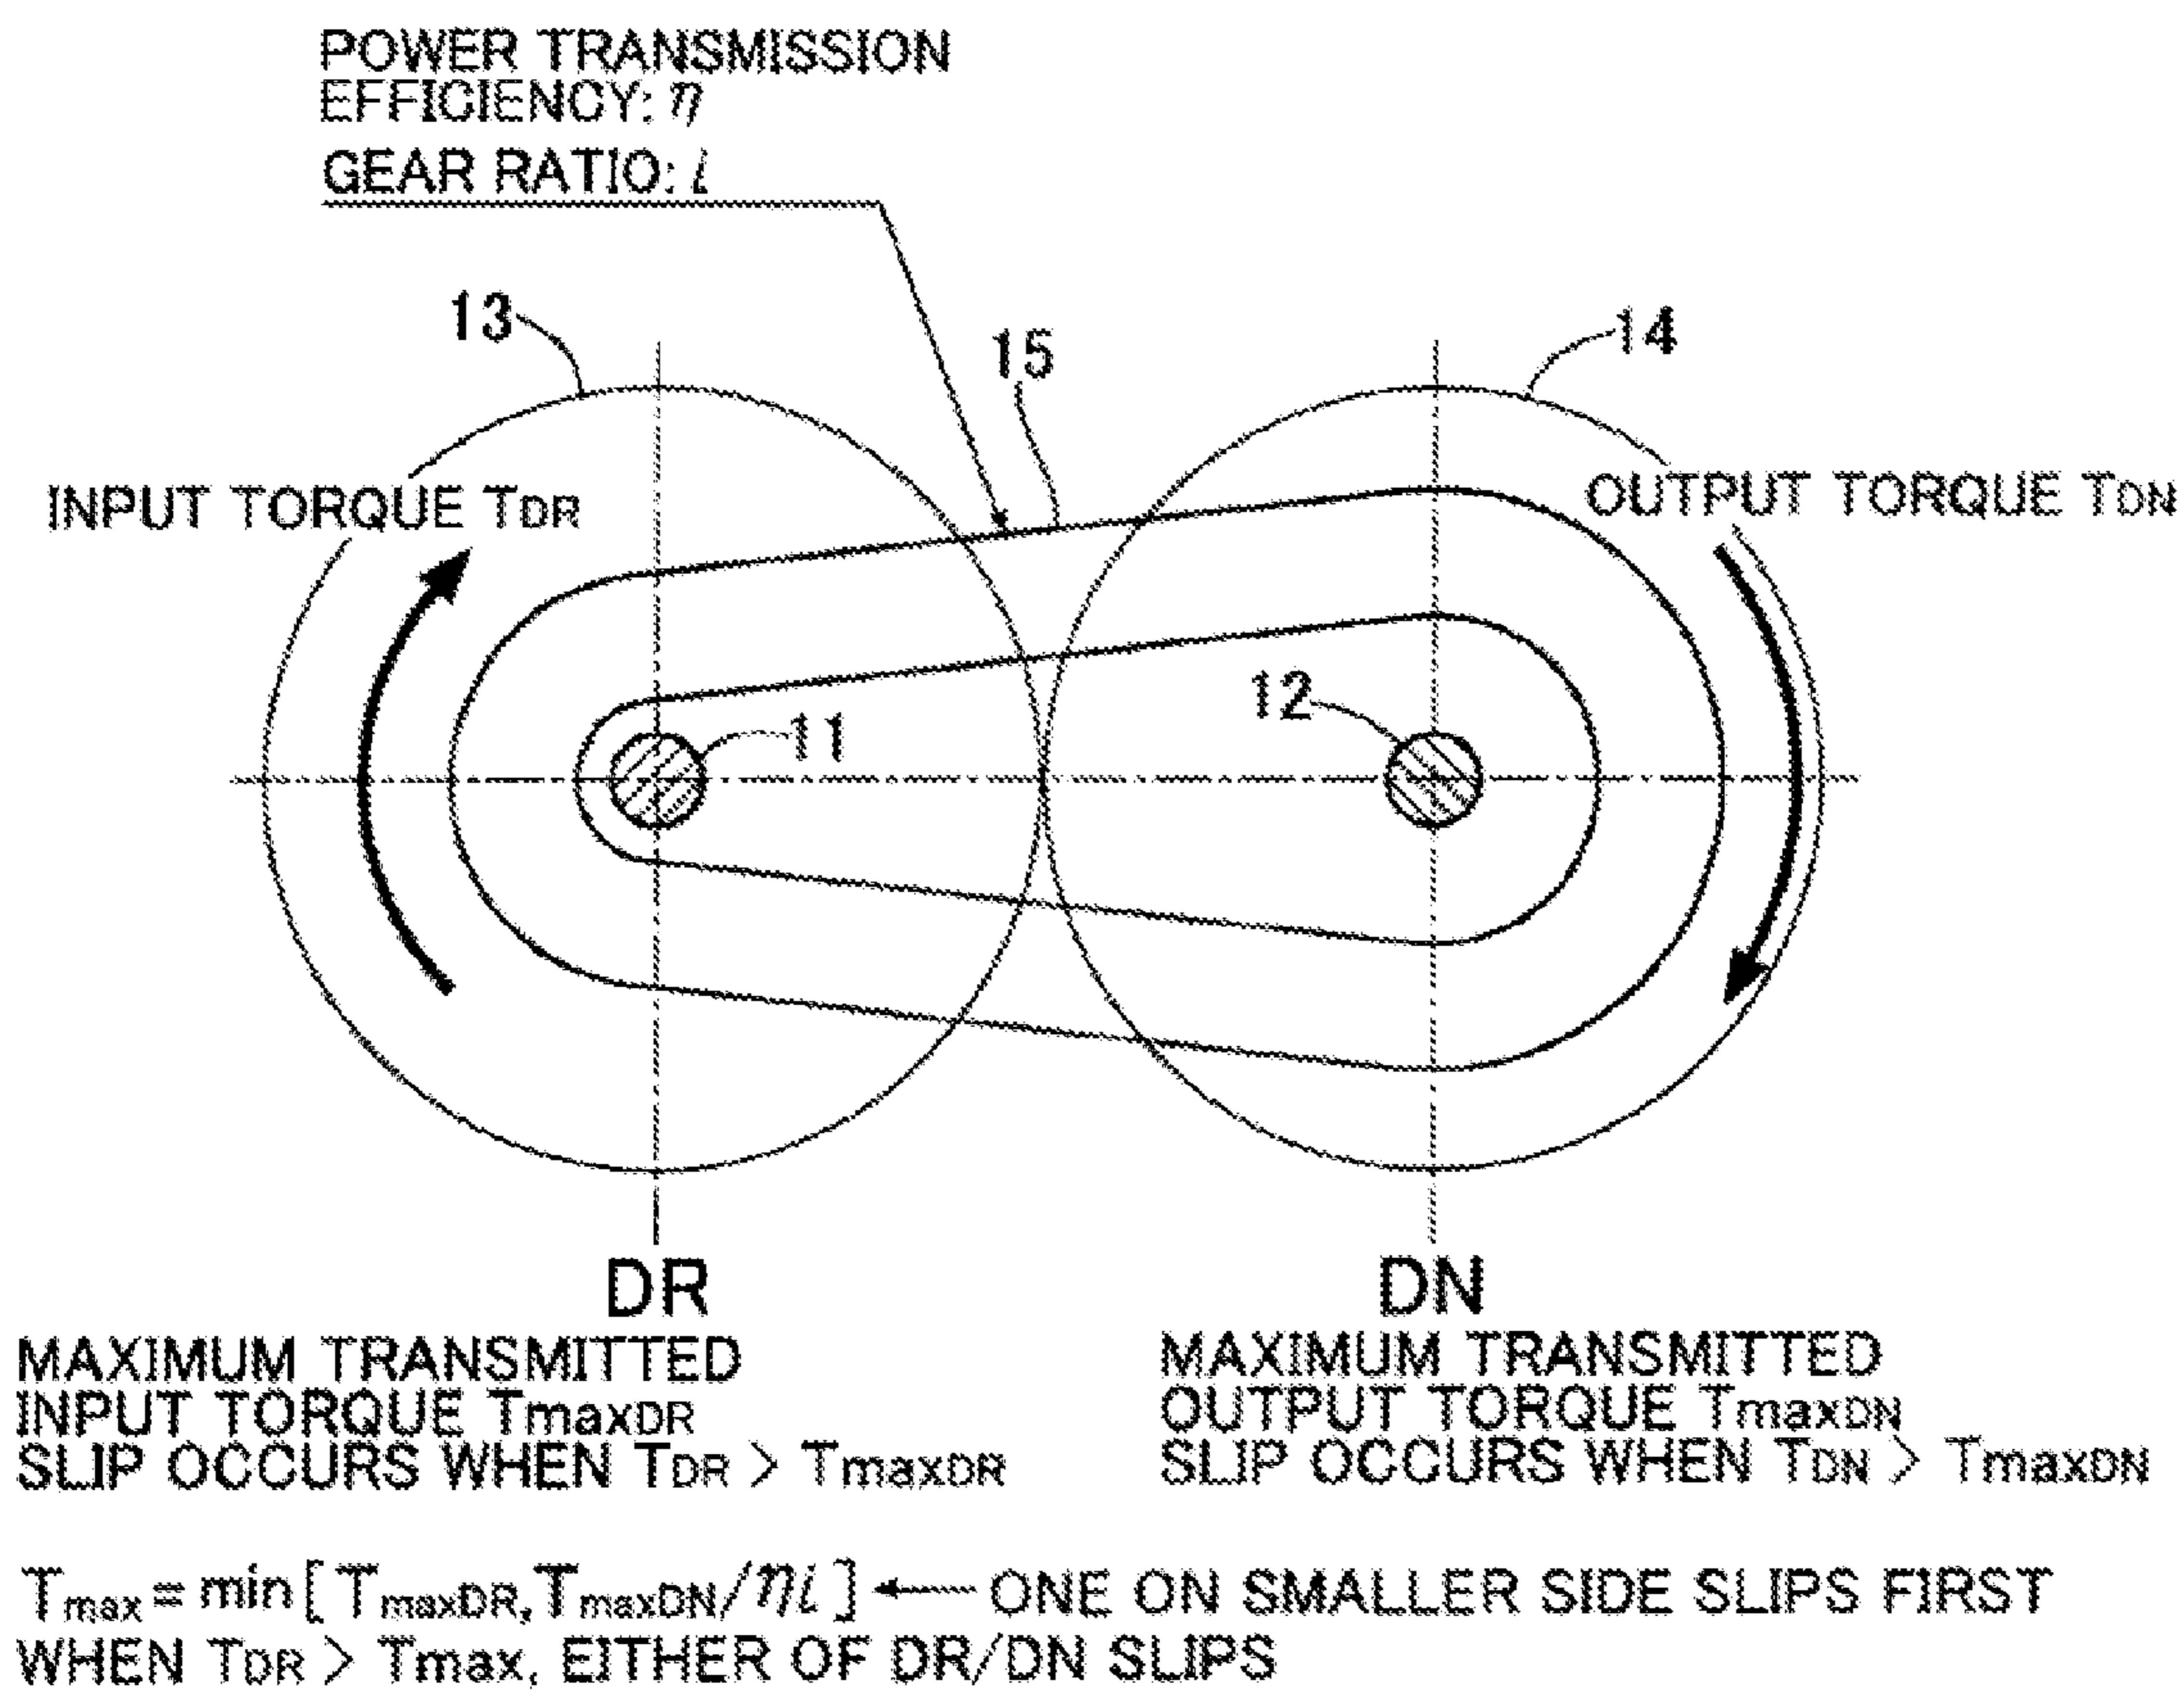 POWER TRANSMISSION
EFFICIENCY: η
GEAR RATIO: i
13
15
14
INPUT TORQUE TDR
OUTPUT TORQUE TDN
12
11
DR
DN
MAXIMUM TRANSMITTED
INPUT TORQUE TmaxDR
SLIP OCCURS WHEN TDR > TmaxDR
MAXIMUM TRANSMITTED
OUTPUT TORQUE TmaxDN
SLIP OCCURS WHEN TDN > TmaxDN
Tmax = min [ TmaxDR, TmaxDN/ηi ] ← ONE ON SMALLER SIDE SLIPS FIRST
WHEN TDR > Tmax, EITHER OF DR/DN SLIPS